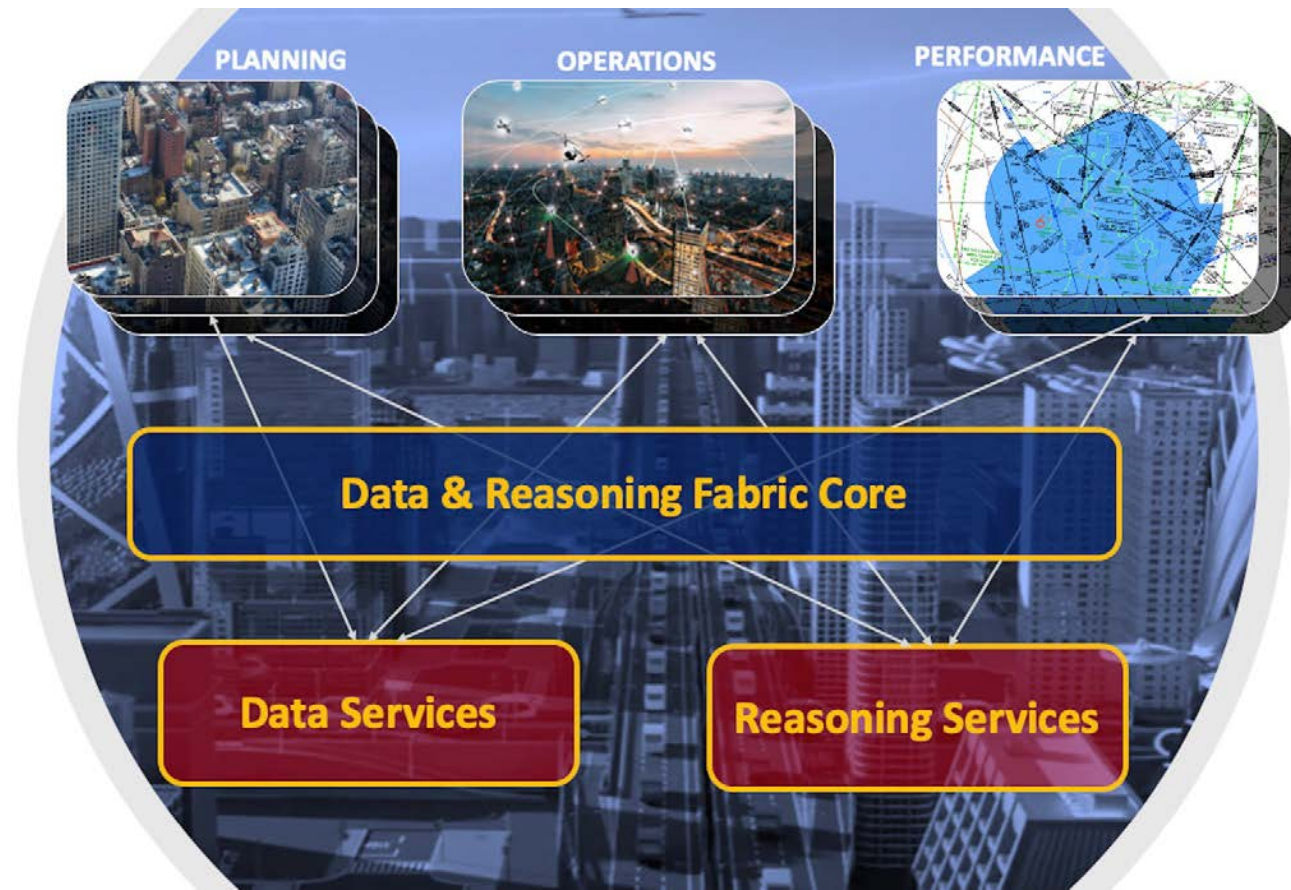 PLANNING
OPERATIONS
PERFORMANCE
Data & Reasoning Fabric Core
Data Services
Reasoning Services